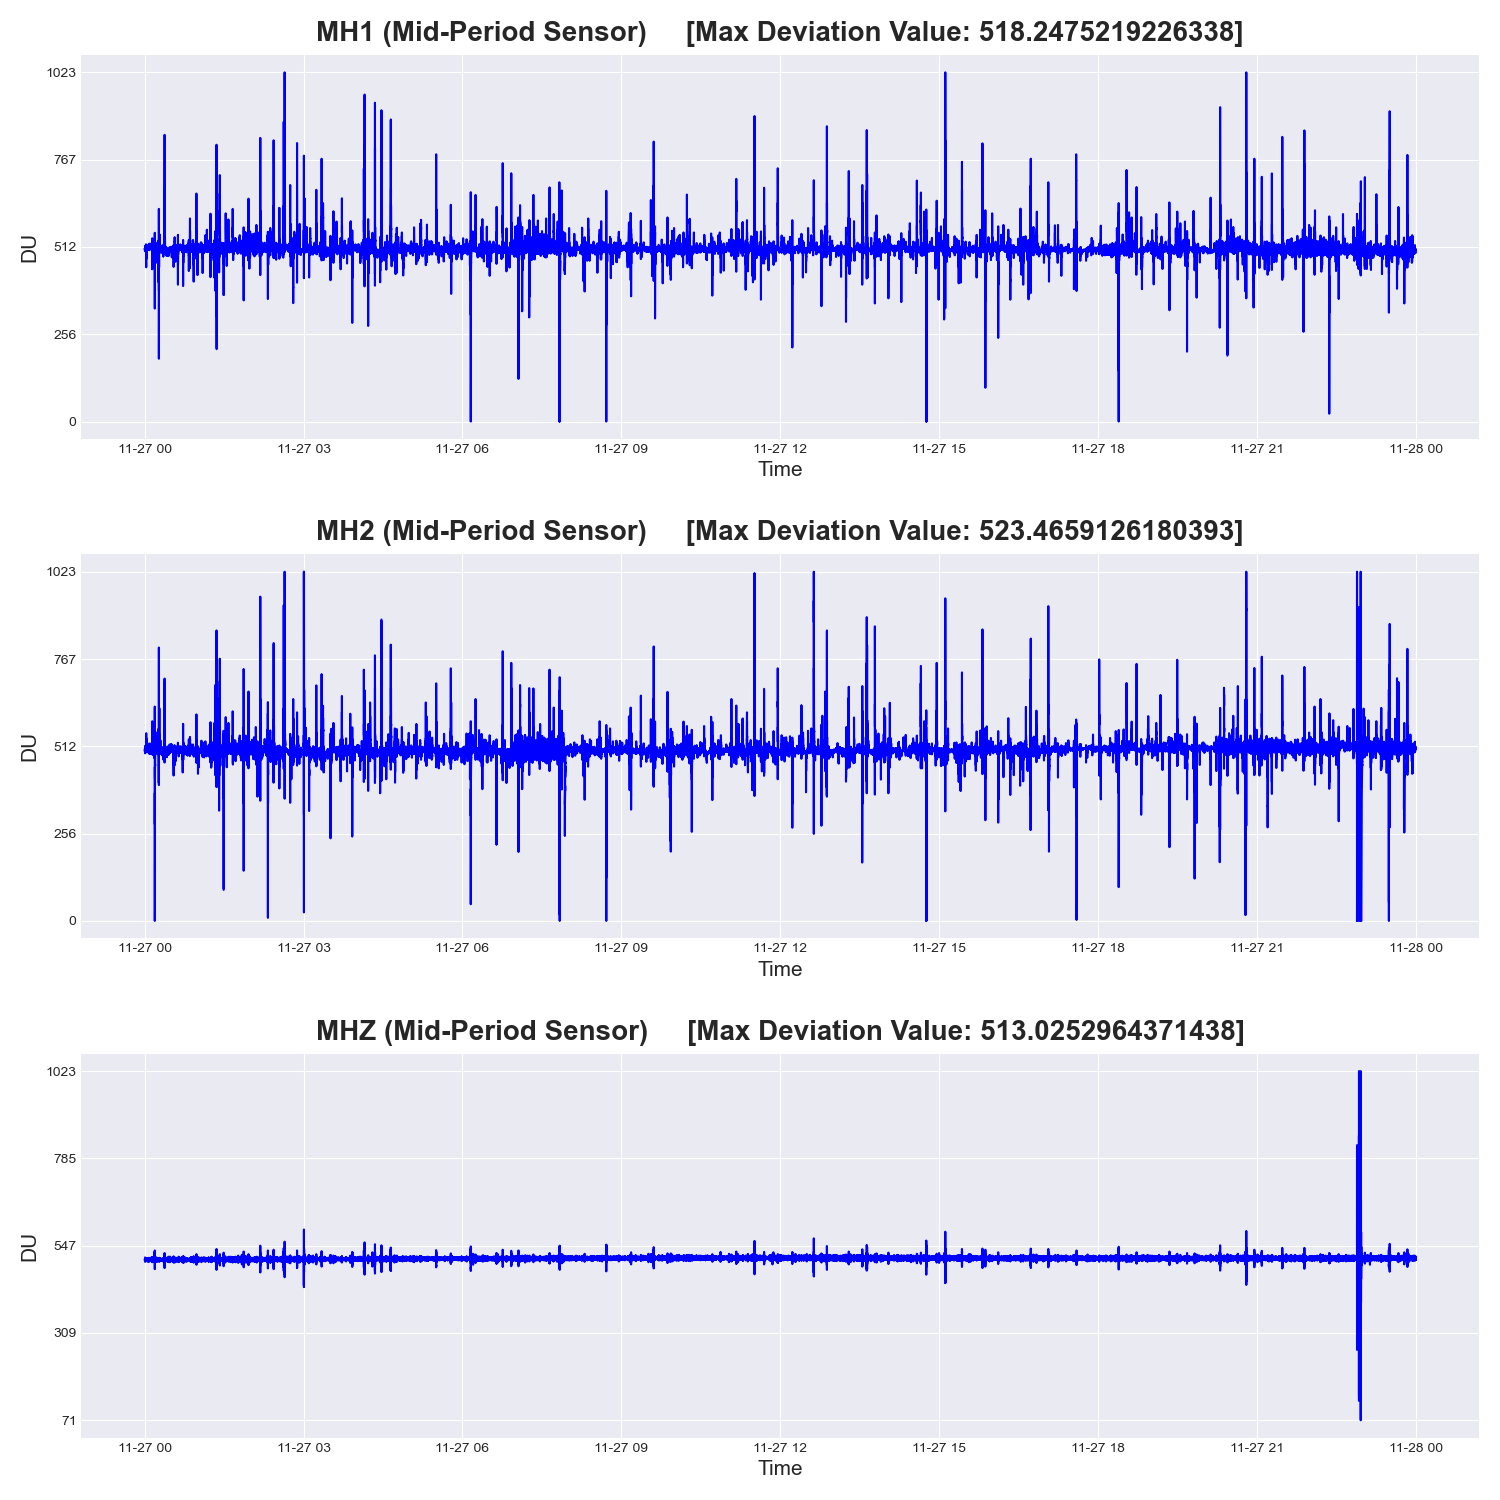 MH1 (Mid-Period Sensor) [Max Deviation Value: 518.2475219226338]
1023
767
512
256
0
DU
11-27 00 11-27 03 11-27 06 11-27 09 11-27 12 11-27 15 11-27 18 11-27 21 11-28 00
Time
MH2 (Mid-Period Sensor) [Max Deviation Value: 523.4659126180393]
1023
767
512
256
0
DU
11-27 00 11-27 03 11-27 06 11-27 09 11-27 12 11-27 15 11-27 18 11-27 21 11-28 00
Time
MHZ (Mid-Period Sensor) [Max Deviation Value: 513.0252964371438]
1023
785
547
309
71
DU
11-27 00 11-27 03 11-27 06 11-27 09 11-27 12 11-27 15 11-27 18 11-27 21 11-28 00
Time